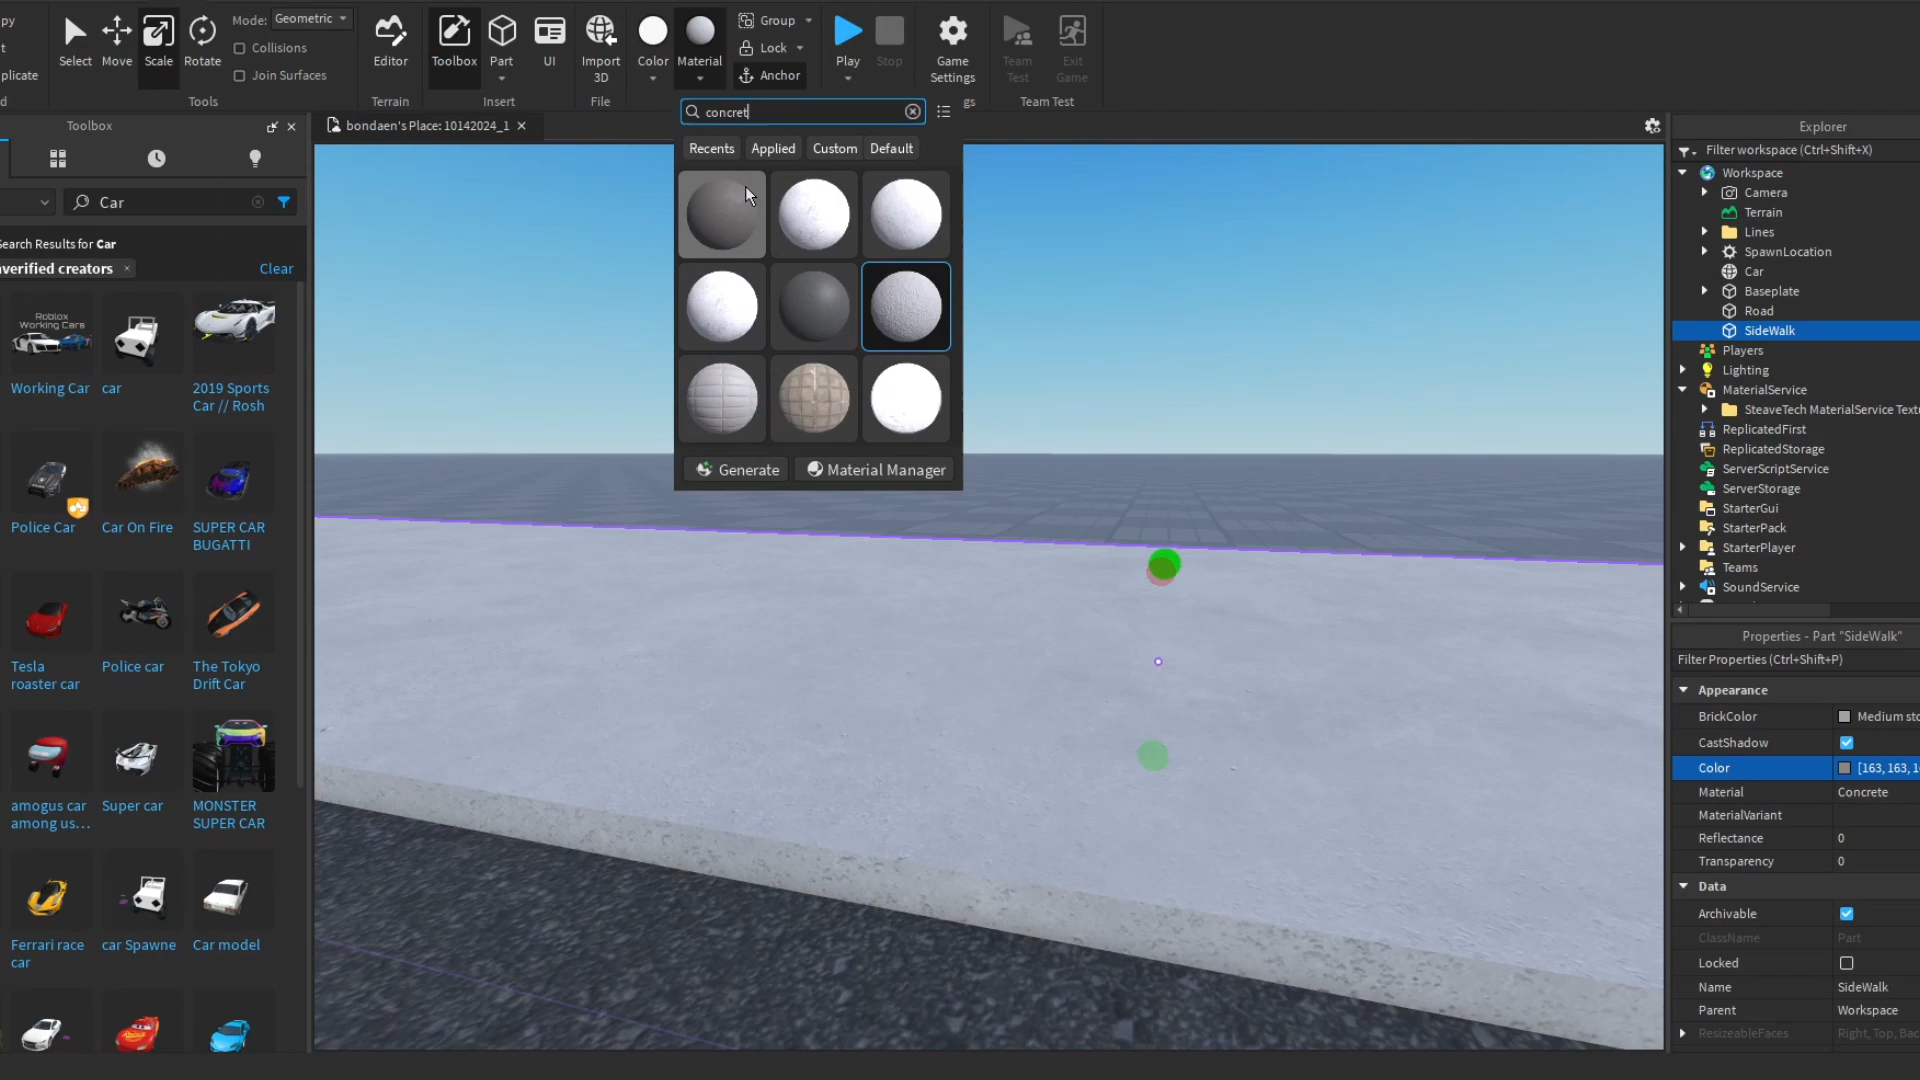 py
t
plicate
d
Select
Move
Scale
Rotate
Mode:
Geometric
Collisions
Join Surfaces
Tools
Editor
Terrain
Toolbox
Part
UI
Insert
Import
3D
File
Color
Material
Group
Lock
Anchor
Play
Stop
Game
Settings
gs
Team
Test
Exit
Game
Team Test
concret
Recents
Applied
Custom
Default
Generate
Material Manager
Toolbox
Car
Search Results for Car
nverified creators
Clear
Roblox
Working Cars
Working Car
car
2019 Sports
Car // Rosh
Police Car
Car On Fire
SUPER CAR
BUGATTI
Tesla
roaster car
Police car
The Tokyo
Drift Car
amogus car
among us...
Super car
MONSTER
SUPER CAR
Ferrari race
car
car Spawne
Car model
bondaen's Place: 10142024_1
Explorer
Filter workspace (Ctrl+Shift+X)
Workspace
Camera
Terrain
Lines
SpawnLocation
Car
Baseplate
Road
SideWalk
Players
Lighting
MaterialService
SteaveTech MaterialService Textu
ReplicatedFirst
ReplicatedStorage
ServerScriptService
ServerStorage
StarterGui
StarterPack
StarterPlayer
Teams
SoundService
Properties - Part "SideWalk"
Filter Properties (Ctrl+Shift+P)
Appearance
BrickColor
Medium sto
CastShadow
Color
[163, 163, 1
Material
Concrete
MaterialVariant
Reflectance
0
Transparency
0
Data
Archivable
ClassName
Part
Locked
Name
SideWalk
Parent
Workspace
ResizeableFaces
Right, Top, Bac